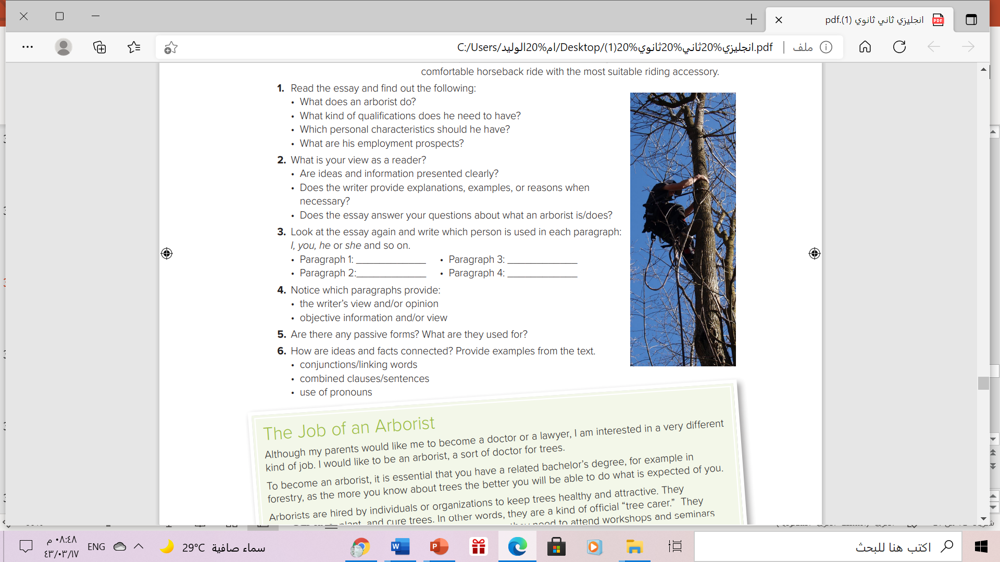 انجليزي ثاني ثانوي (1).pdf
ملف
C:/Users/ام%20الوليد/Desktop/انجليزي%20ثاني%20ثانوي%20(1).pdf
comfortable horseback ride with the most suitable riding accessory.
1. Read the essay and find out the following:
• What does an arborist do?
• What kind of qualifications does he need to have?
• Which personal characteristics should he have?
• What are his employment prospects?
2. What is your view as a reader?
• Are ideas and information presented clearly?
• Does the writer provide explanations, examples, or reasons when
necessary?
• Does the essay answer your questions about what an arborist is/does?
3. Look at the essay again and write which person is used in each paragraph:
I, you, he or she and so on.
• Paragraph 1: ____________ • Paragraph 3: ____________
• Paragraph 2:____________ • Paragraph 4: ____________
4. Notice which paragraphs provide:
• the writer's view and/or opinion
• objective information and/or view
5. Are there any passive forms? What are they used for?
6. How are ideas and facts connected? Provide examples from the text.
• conjunctions/linking words
• combined clauses/sentences
• use of pronouns
The Job of an Arborist
Although my parents would like me to become a doctor or a lawyer, I am interested in a very different
kind of job. I would like to be an arborist, a sort of doctor for trees.
To become an arborist, it is essential that you have a related bachelor's degree, for example in
forestry, as the more you know about trees the better you will be able to do what is expected of you.
Arborists are hired by individuals or organizations to keep trees healthy and attractive. They
plant, and cure trees. In other words, they are a kind of official “tree carer.” They
they need to attend workshops and seminars
٠٨:٤٨ م
٤٣/٠٣/١٧
ENG
29°C سماء صافية
اكتب هنا للبحث